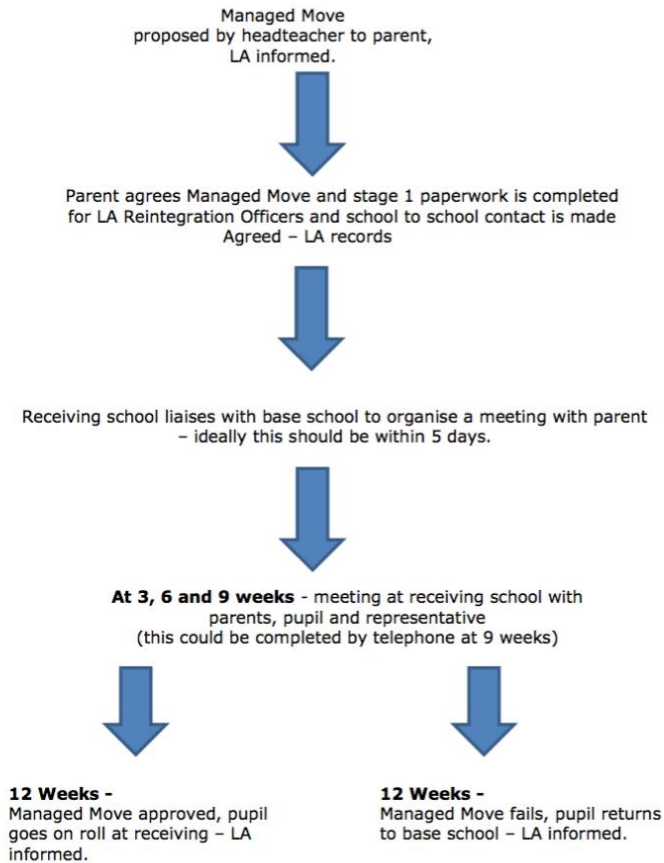 Managed Move
proposed by headteacher to parent,
LA informed.
Parent agrees Managed Move and stage 1 paperwork is completed
for LA Reintegration Officers and school to school contact is made
Agreed – LA records
Receiving school liaises with base school to organise a meeting with parent
– ideally this should be within 5 days.
At 3, 6 and 9 weeks - meeting at receiving school with
parents, pupil and representative
(this could be completed by telephone at 9 weeks)
12 Weeks -
Managed Move approved, pupil
goes on roll at receiving – LA
informed.
12 Weeks -
Managed Move fails, pupil returns
to base school – LA informed.